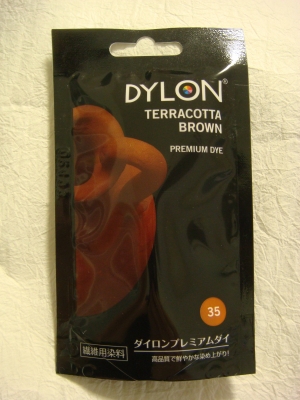 DYLON®
TERRACOTTA
BROWN
PREMIUM DYE
35
ダイロンプレミアムダイ
繊維用染料
高品質で鮮やかな染め上がり!